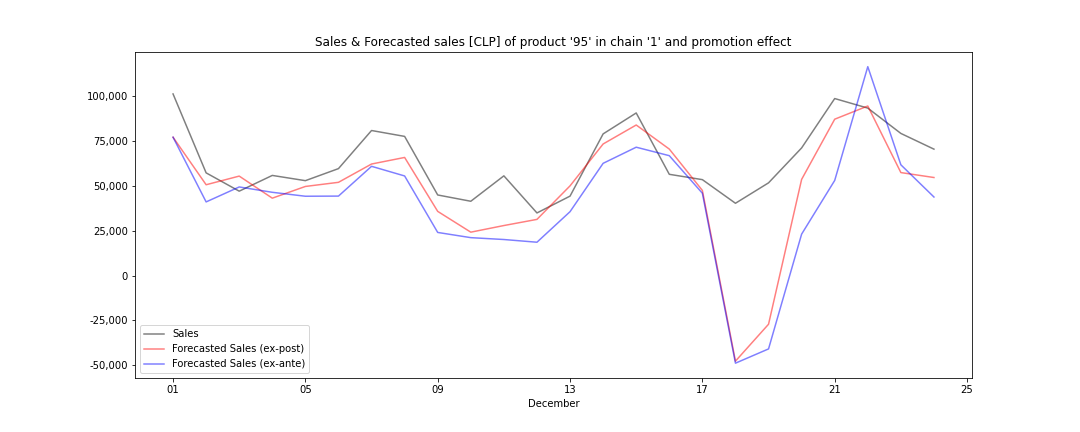 Sales & Forecasted sales [CLP] of product '95' in chain '1' and promotion effect
100,000
75,000
50,000
25,000
0
-25,000
-50,000
Sales
Forecasted Sales (ex-post)
Forecasted Sales (ex-ante)
01 05 09 13 17 21 25
December